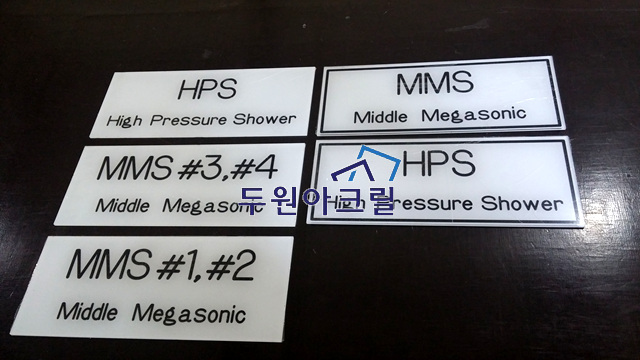 HPS
High Pressure Shower
MMS
Middle Megasonic
MMS #3,#4
Middle Megasonic
HPS
High Pressure Shower
두원아크릴
MMS #1,#2
Middle Megasonic